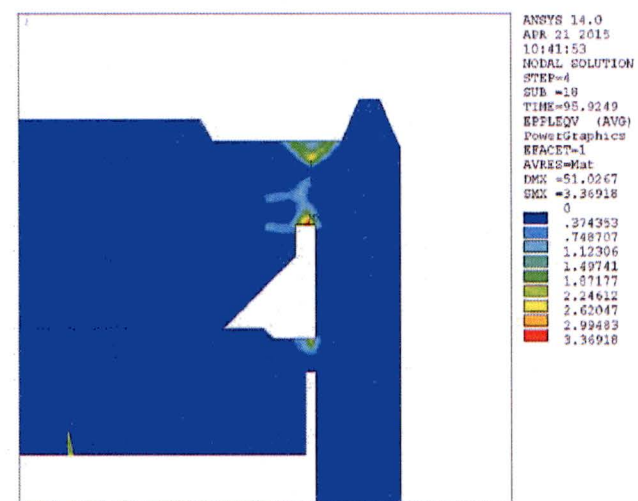 ANSYS 14.0
APR 21 2015
10:41:53
NODAL SOLUTION
STEP=4
SUB =18
TIME=95.9249
EPPLEQV (AVG)
PowerGraphics
EFACET=1
AVRES=Mat
DMX =51.0267
SMX =3.36918
0
.374353
.748707
1.12306
1.49741
1.87177
2.24612
2.62047
2.99483
3.36918